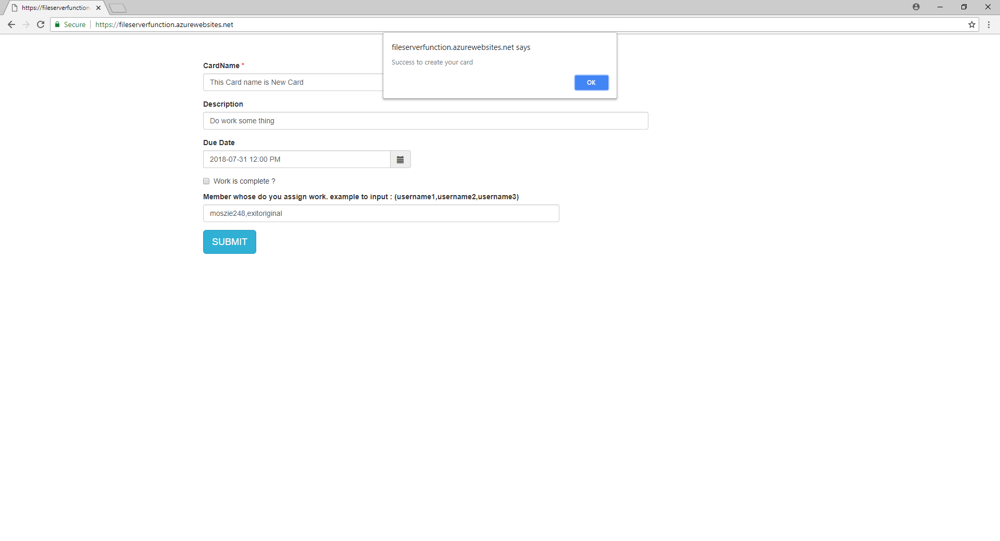 https://fileserverfunction.
Secure
https://fileserverfunction.azurewebsites.net
fileserverfunction.azurewebsites.net says
Success to create your card
OK
CardName *
This Card name is New Card
Description
Do work some thing
Due Date
2018-07-31 12:00 PM
Work is complete ?
Member whose do you assign work. example to input : (username1,username2,username3)
moszie248,exitoriginal
SUBMIT